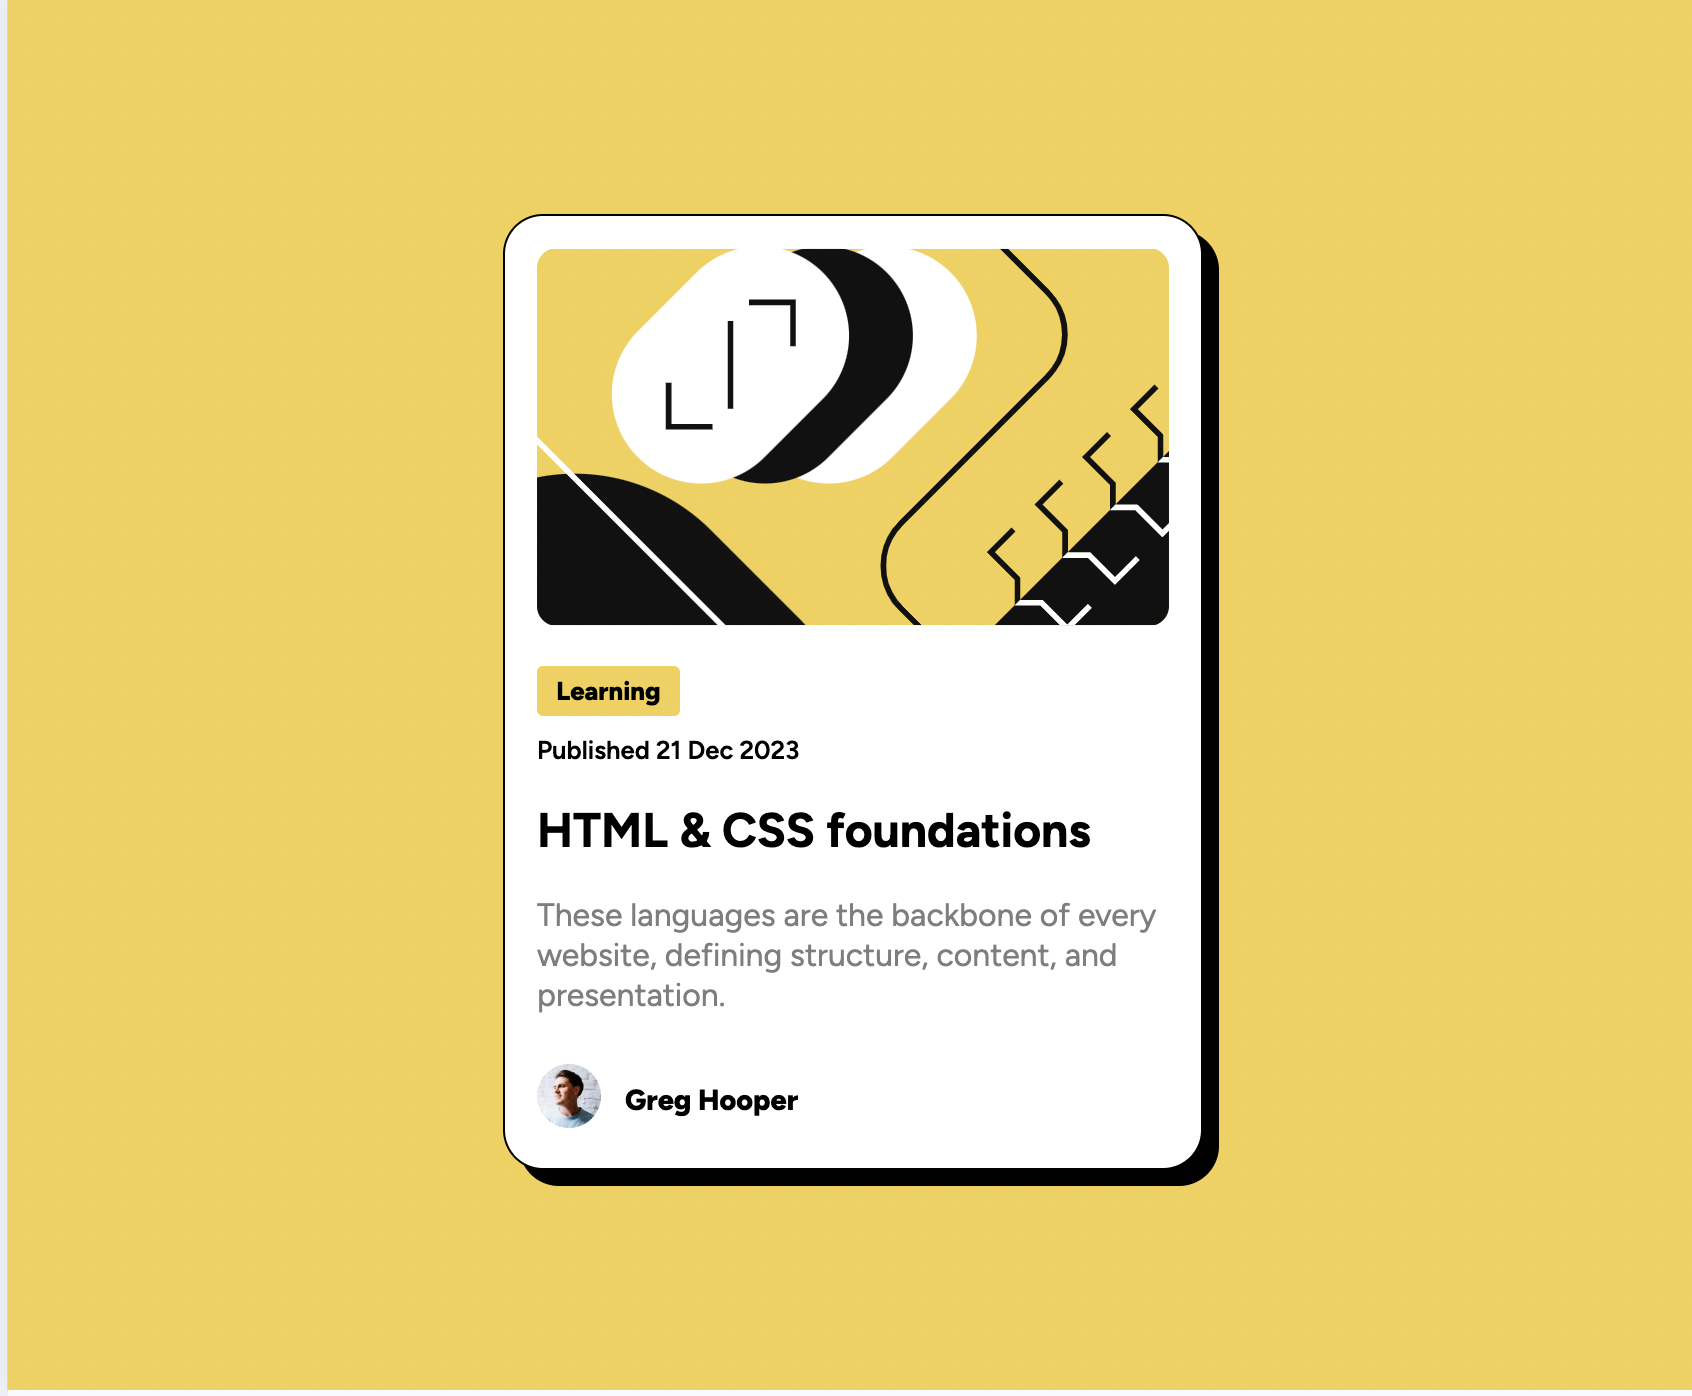 Learning
Published 21 Dec 2023
HTML & CSS foundations
These languages are the backbone of every
website, defining structure, content, and
presentation.
Greg Hooper